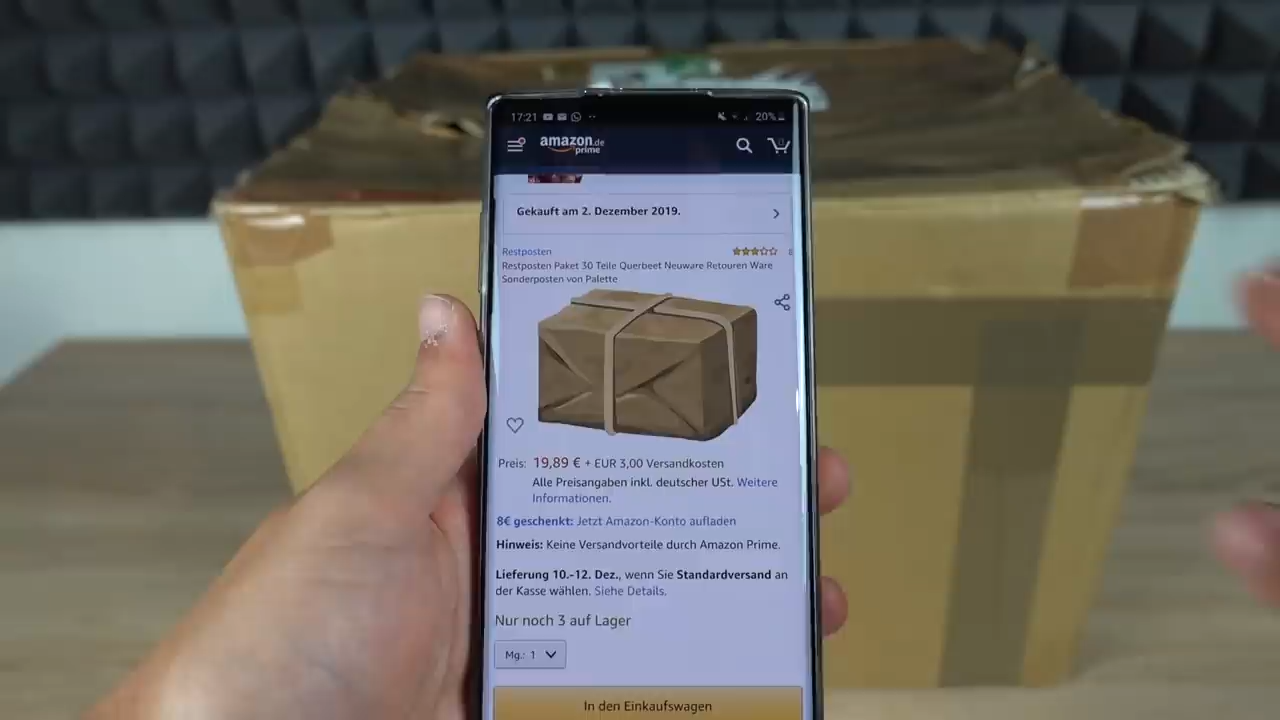 17:21
20%
amazon.de
prime
Gekauft am 2. Dezember 2019.
Restposten
Restposten Paket 30 Teile Querbeet Neuware Retouren Ware
Sonderposten von Palette
Preis: 19,89 € + EUR 3,00 Versandkosten
Alle Preisangaben inkl. deutscher USt. Weitere
Informationen.
8€ geschenkt: Jetzt Amazon-Konto aufladen
Hinweis: Keine Versandvorteile durch Amazon Prime.
Lieferung 10.-12. Dez., wenn Sie Standardversand an
der Kasse wählen. Siehe Details.
Nur noch 3 auf Lager
Mg.: 1
In den Einkaufswagen